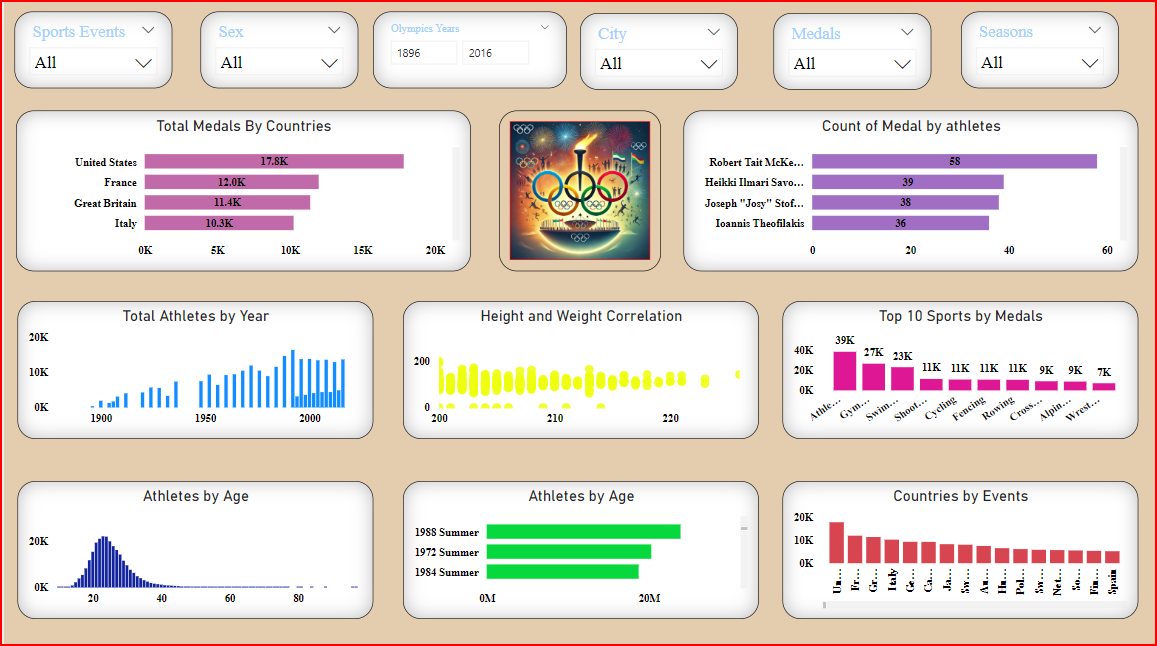 Sports Events
All
Sex
All
Olympics Years
1896 2016
City
All
Medals
All
Seasons
All
Total Medals By Countries
United States 17.8K
France 12.0K
Great Britain 11.4K
Italy 10.3K
0K 5K 10K 15K 20K
Count of Medal by athletes
Robert Tait McKe... 58
Heikki Ilmari Savo... 39
Joseph "Josy" Stof... 38
Ioannis Theofilakis 36
0 20 40 60
Total Athletes by Year
20K
10K
0K
1900 1950 2000
Height and Weight Correlation
200
0
200 210 220
Top 10 Sports by Medals
40K
20K
0K
39K 27K 23K 11K 11K 11K 11K 9K 9K 7K
Athle... Gym... Swim... Shoot... Cycling Fencing Rowing Cross... Alpin... Wrest...
Athletes by Age
20K
0K
20 40 60 80
Athletes by Age
1988 Summer
1972 Summer
1984 Summer
0M 20M
Countries by Events
20K
10K
0K
Un... Fr... Gr... Italy Ge... Ca... Ja... Sw... Au... Hu... Pol... Sw... Net... So... Fin... Spain